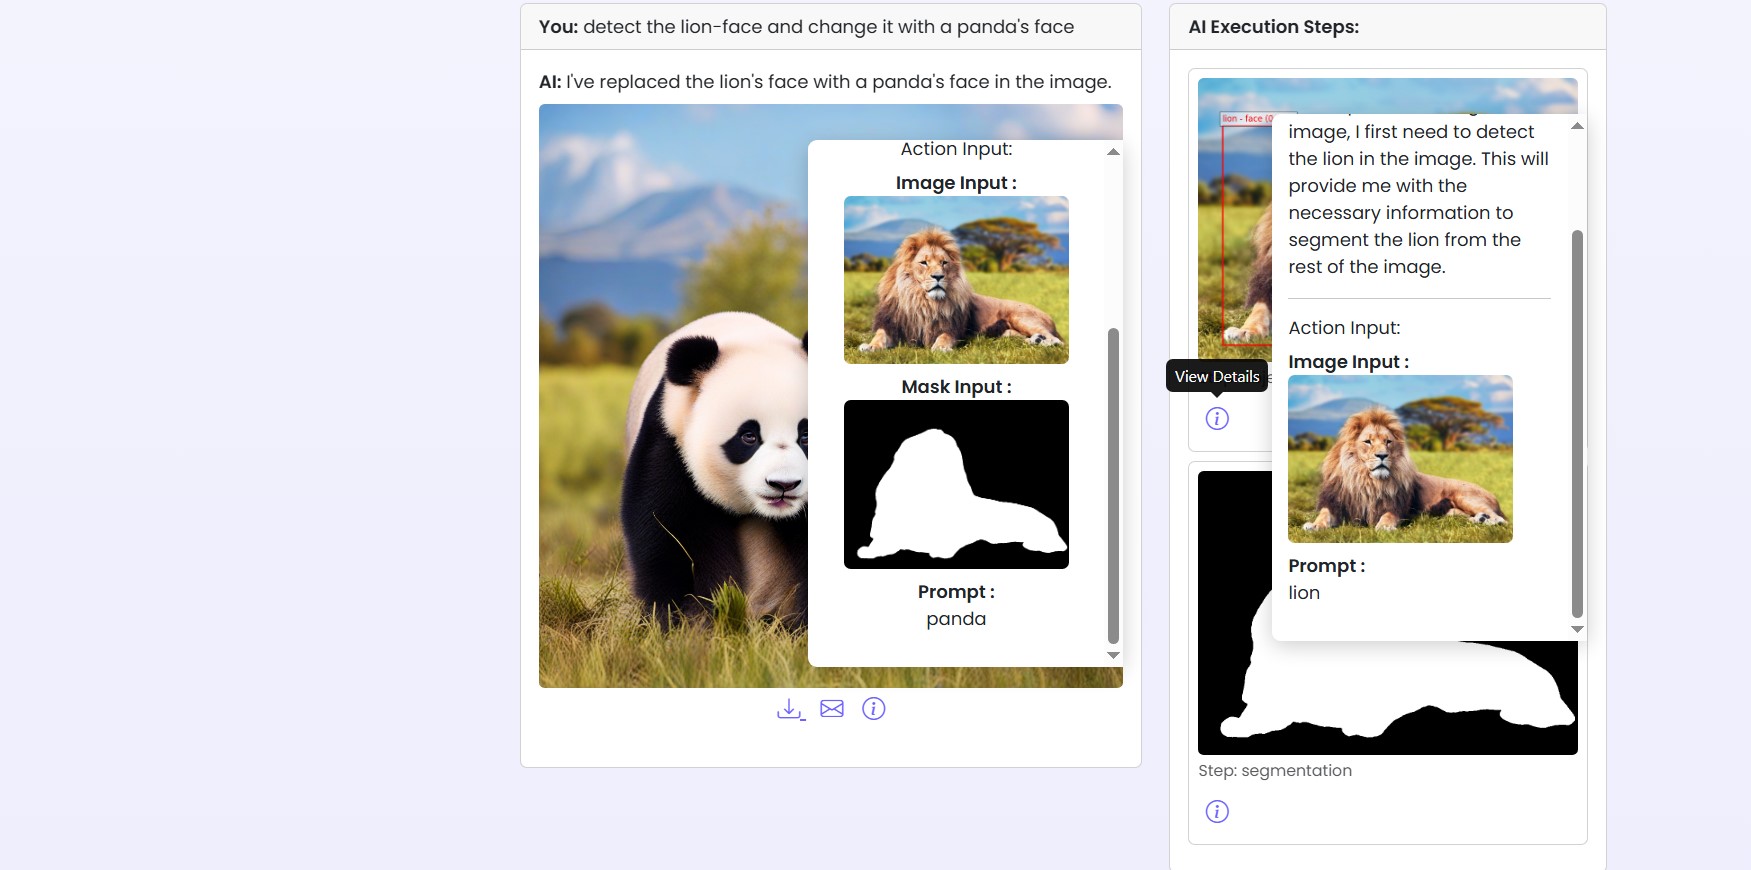 You: detect the lion-face and change it with a panda's face
AI: I've replaced the lion's face with a panda's face in the image.
Action Input:
Image Input :
Mask Input :
Prompt :
panda
AI Execution Steps:
lion - face (0
image, I first need to detect
the lion in the image. This will
provide me with the
necessary information to
segment the lion from the
rest of the image.
Action Input:
Image Input :
Prompt :
lion
View Details
Step: segmentation